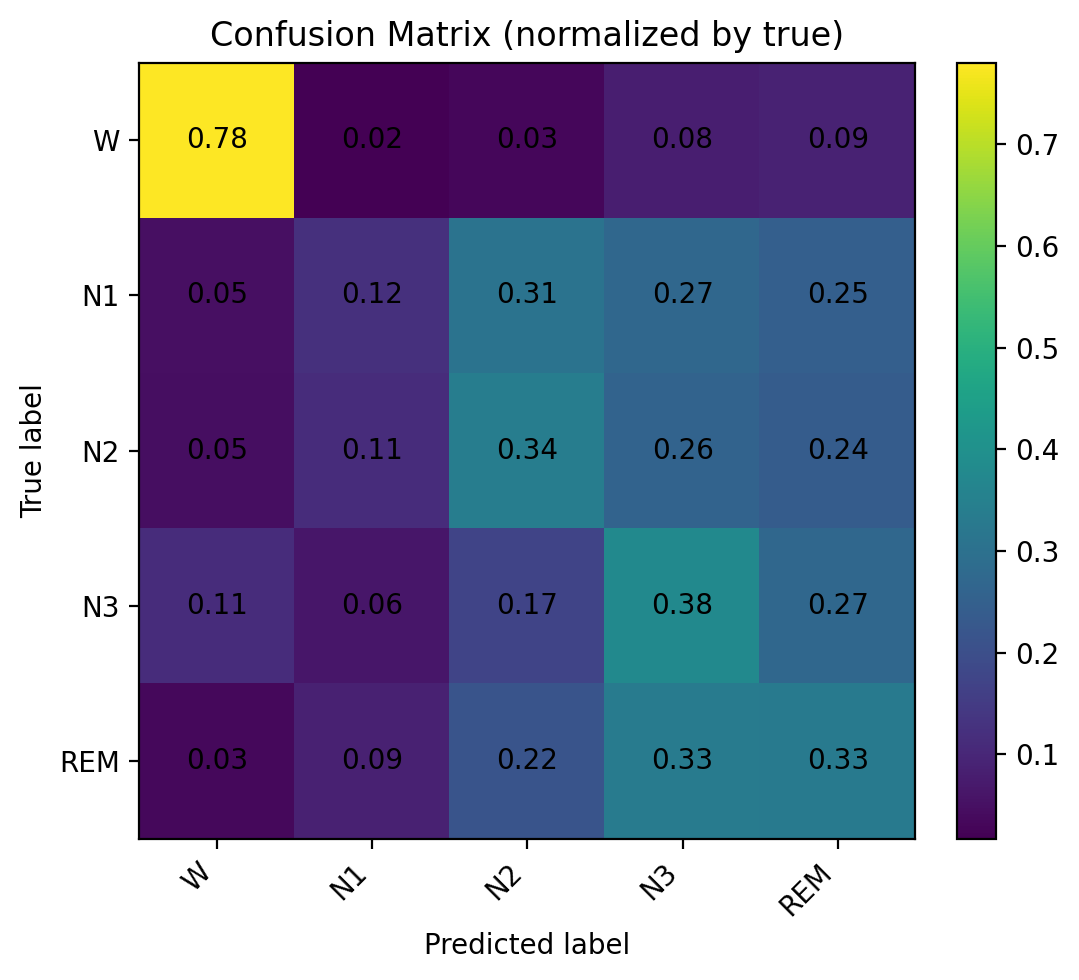 Confusion Matrix (normalized by true)
W 0.78 0.02 0.03 0.08 0.09
N1 0.05 0.12 0.31 0.27 0.25
N2 0.05 0.11 0.34 0.26 0.24
N3 0.11 0.06 0.17 0.38 0.27
REM 0.03 0.09 0.22 0.33 0.33
W N1 N2 N3 REM
Predicted label
True label
0.7
0.6
0.5
0.4
0.3
0.2
0.1